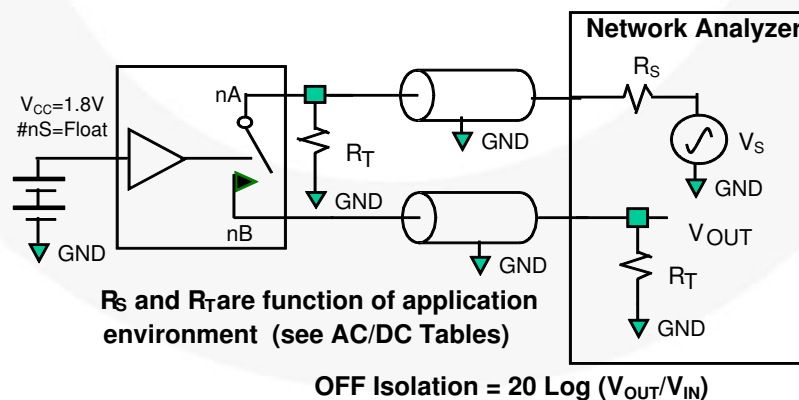 Network Analyzer
RS
nA
VCC=1.8V
#nS=Float
GND
VS
RT
GND
GND
nB
VOUT
GND
GND
RT
RS and RT are function of application
environment (see AC/DC Tables)
GND
OFF Isolation = 20 Log (VOUT/VIN)